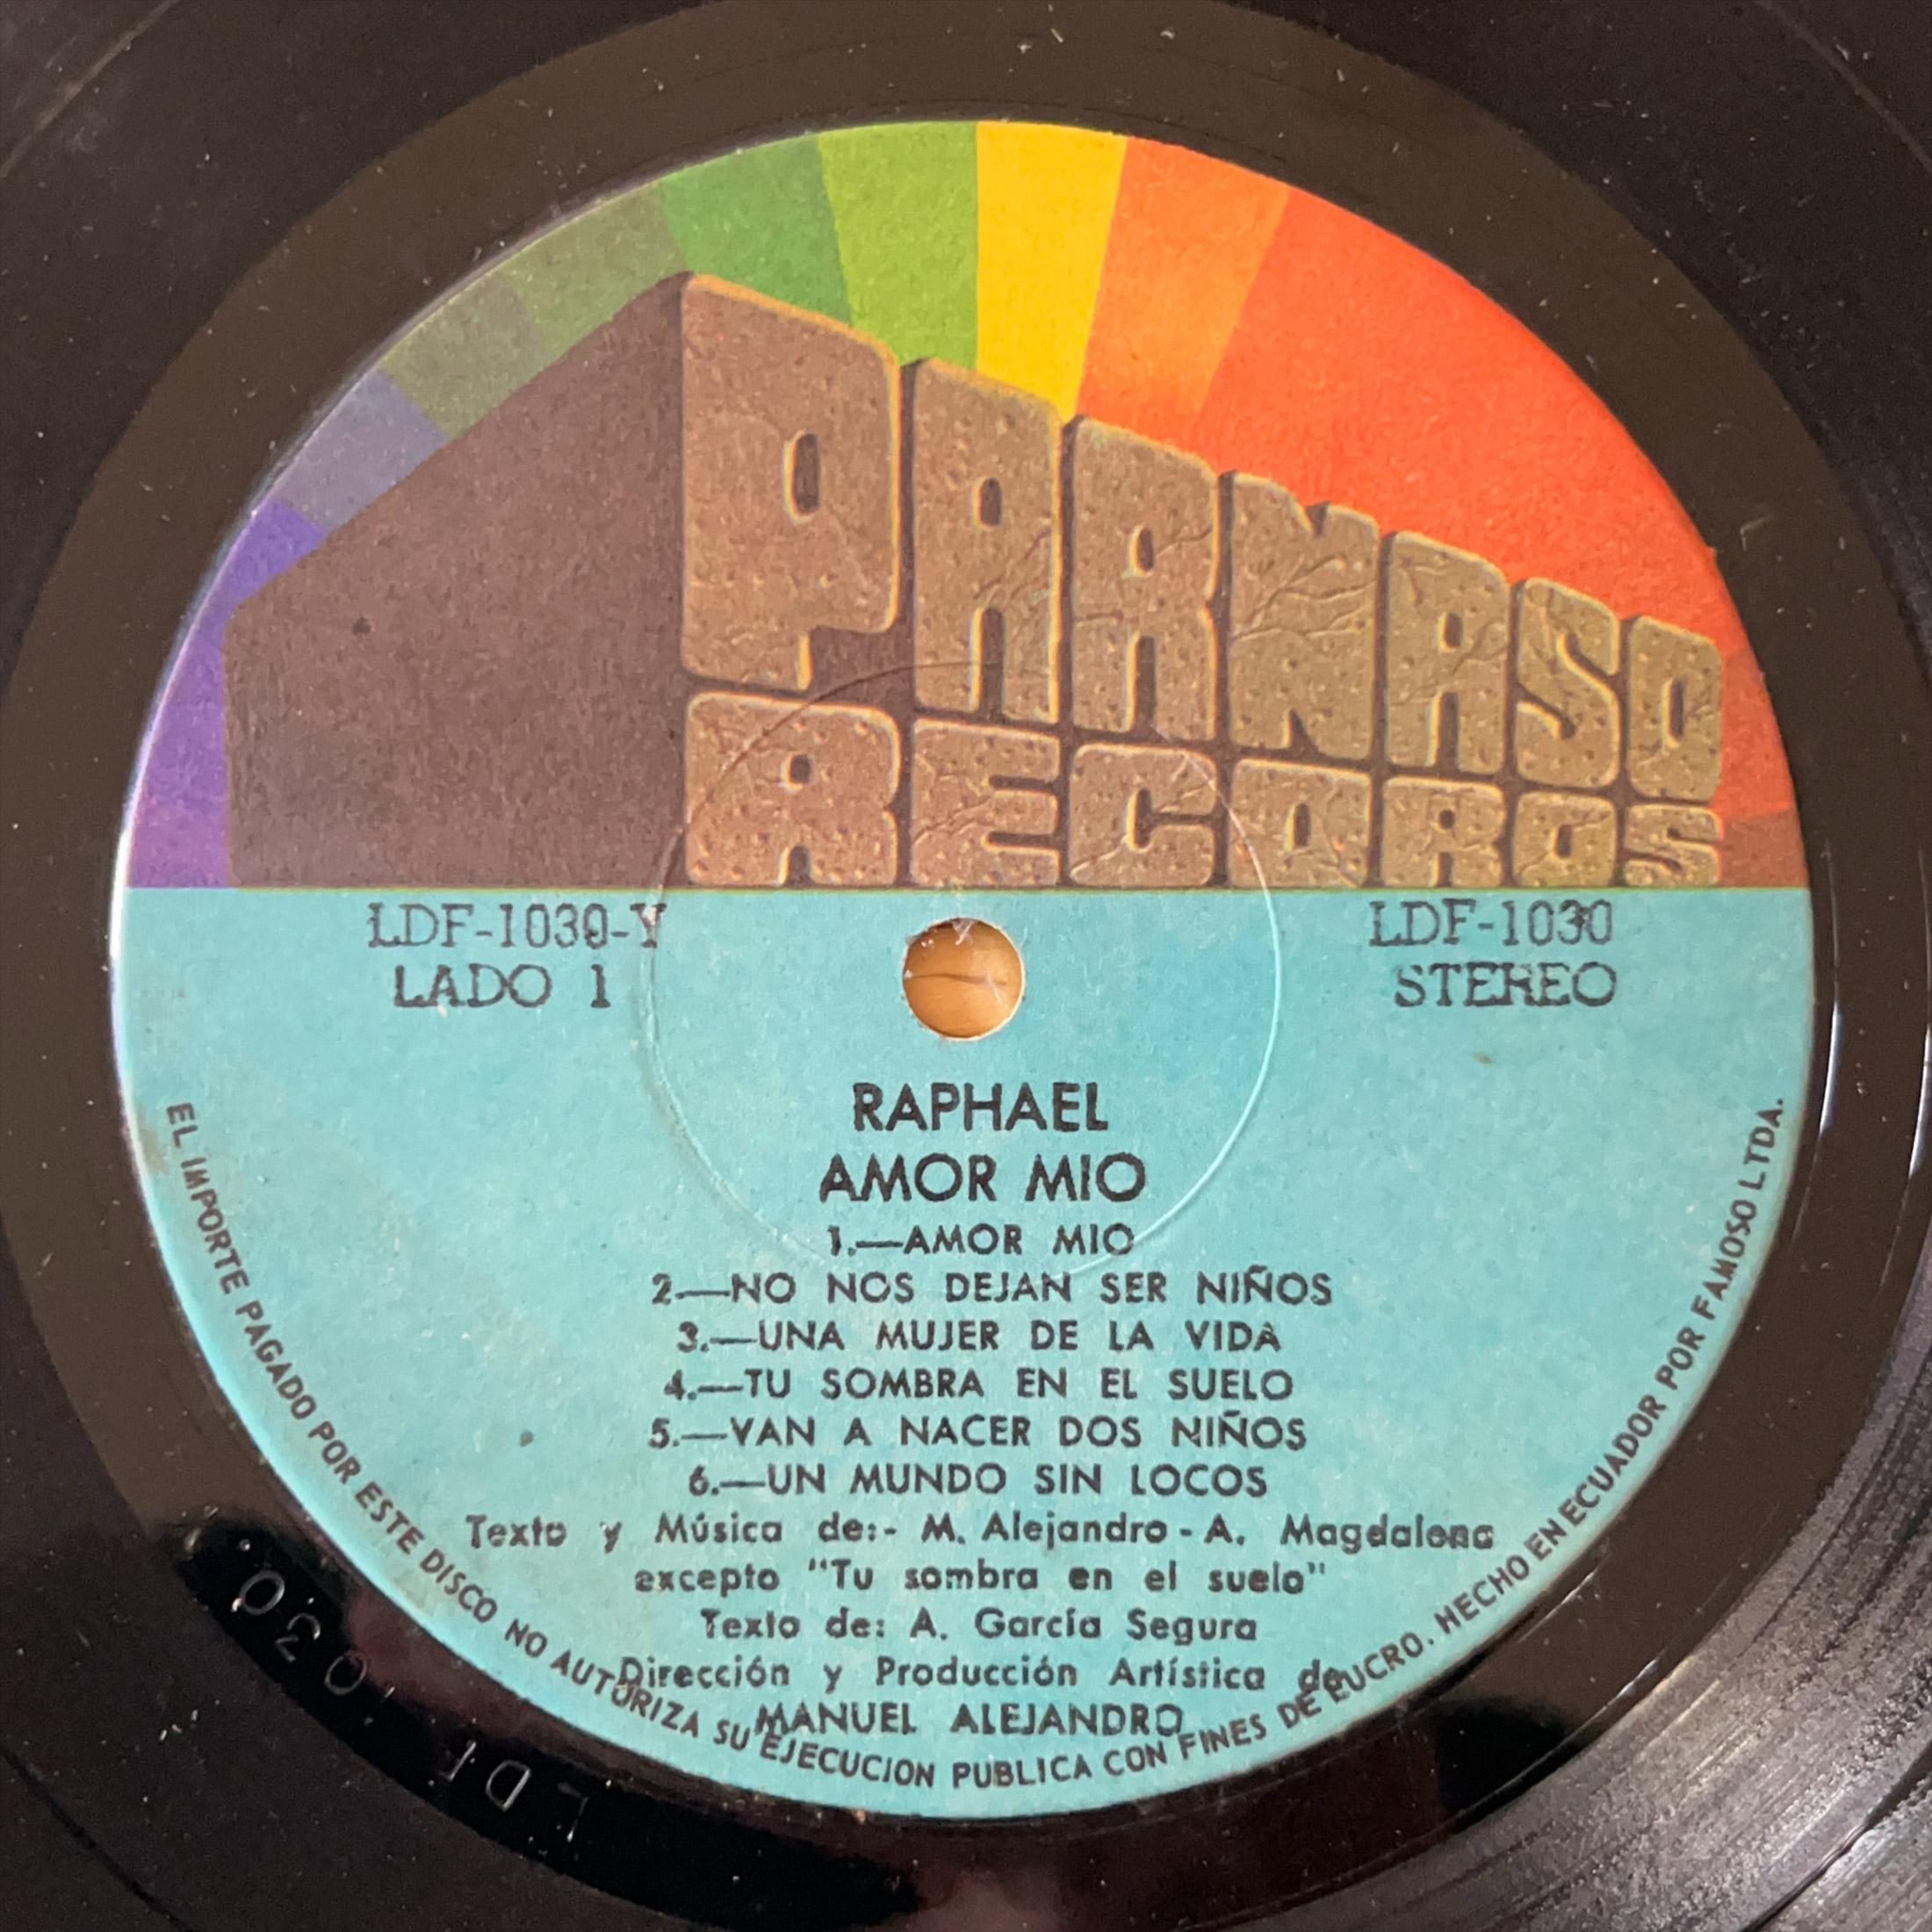 PARNASO
RECORDS
LDF-1030-Y
LADO 1
LDF-1030
STEREO
RAPHAEL
AMOR MIO
1.—AMOR MIO
2.—NO NOS DEJAN SER NIÑOS
3.—UNA MUJER DE LA VIDA
4.—TU SOMBRA EN EL SUELO
5.—VAN A NACER DOS NIÑOS
6.—UN MUNDO SIN LOCOS
Texto y Música de:- M. Alejandro - A. Magdalena
excepto "Tu sombra en el suelo"
Texto de: A. García Segura
Dirección y Producción Artística de
MANUEL ALEJANDRO
EL IMPORTE PAGADO POR ESTE DISCO NO AUTORIZA SU EJECUCION PUBLICA CON FINES DE LUCRO. HECHO EN ECUADOR POR FAMOSO LTDA.
LDF-1030